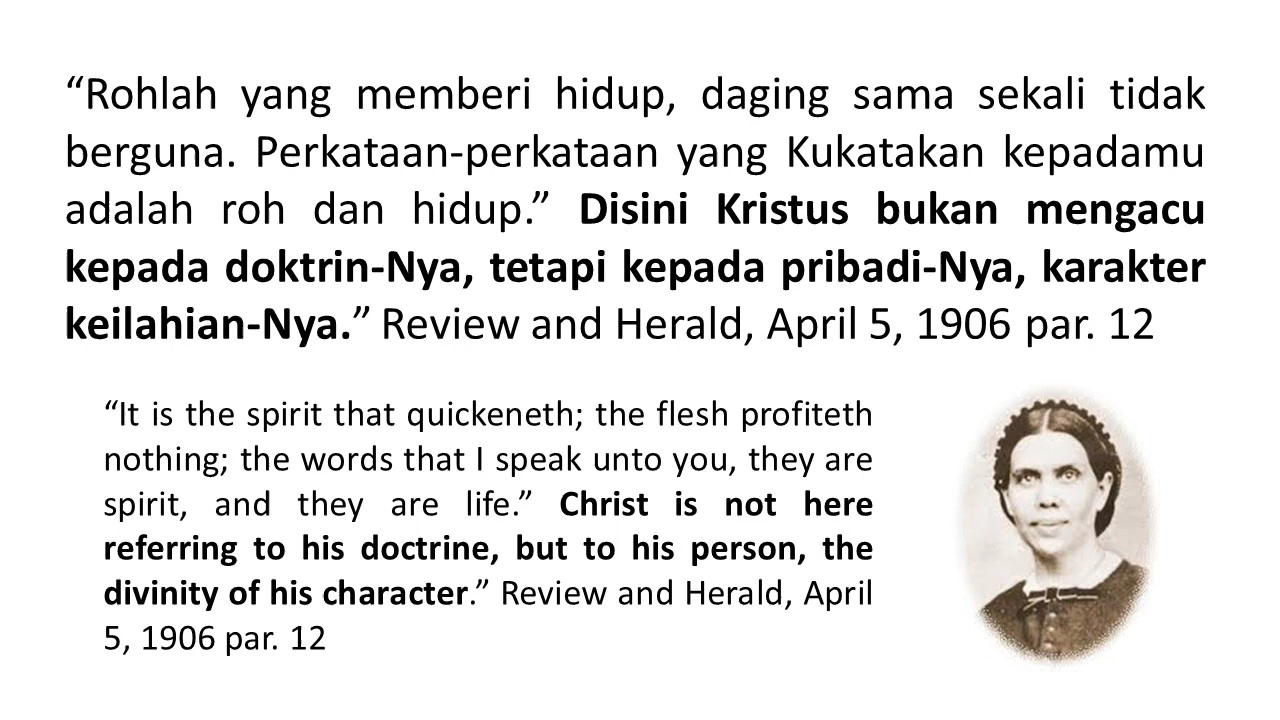 “Rohlah yang memberi hidup, daging sama sekali tidak
berguna. Perkataan-perkataan yang Kukatakan kepadamu
adalah roh dan hidup.” Disini Kristus bukan mengacu
kepada doktrin-Nya, tetapi kepada pribadi-Nya, karakter
keilahian-Nya.” Review and Herald, April 5, 1906 par. 12
“It is the spirit that quickeneth; the flesh profiteth
nothing; the words that I speak unto you, they are
spirit, and they are life.” Christ is not here
referring to his doctrine, but to his person, the
divinity of his character.” Review and Herald, April
5, 1906 par. 12